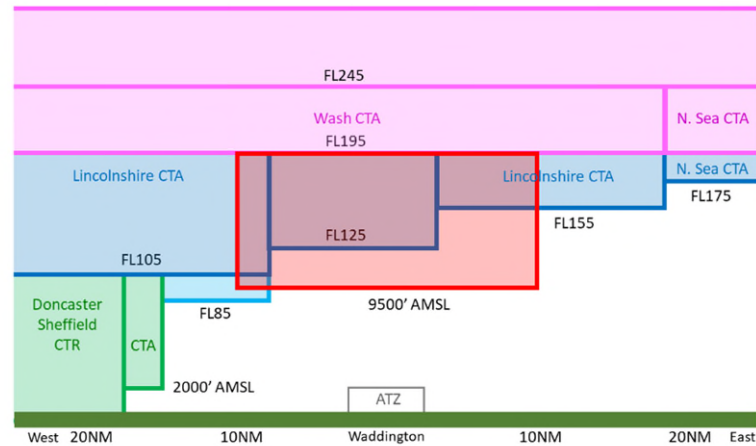 FL245
Wash CTA
N. Sea CTA
FL195
Lincolnshire CTA
Lincolnshire CTA
N. Sea CTA
FL175
FL155
FL125
FL105
Doncaster
Sheffield
CTR
CTA
FL85
9500' AMSL
2000' AMSL
ATZ
West 20NM 10NM Waddington 10NM 20NM East